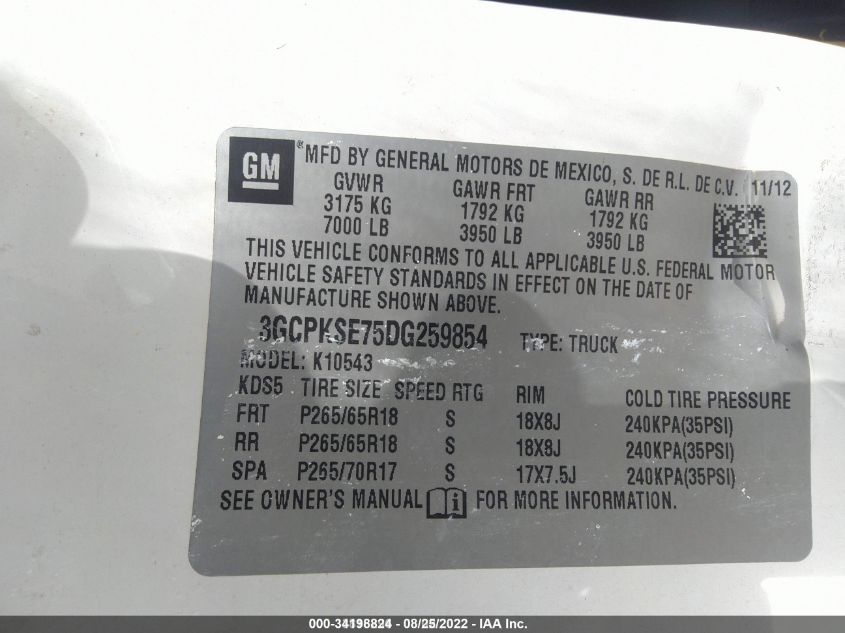 GM ® MFD BY GENERAL MOTORS DE MEXICO, S. DE R.L. DE C.V. 11/12
GVWR GAWR FRT GAWR RR
3175 KG 1792 KG 1792 KG
7000 LB 3950 LB 3950 LB
THIS VEHICLE CONFORMS TO ALL APPLICABLE U.S. FEDERAL MOTOR
VEHICLE SAFETY STANDARDS IN EFFECT ON THE DATE OF
MANUFACTURE SHOWN ABOVE.
3GCPKSE75DG259854 TYPE: TRUCK
MODEL: K10543
KDS5 TIRE SIZE SPEED RTG RIM COLD TIRE PRESSURE
FRT P265/65R18 S 18X8J 240KPA(35PSI)
RR P265/65R18 S 18X8J 240KPA(35PSI)
SPA P265/70R17 S 17X7.5J 240KPA(35PSI)
SEE OWNER'S MANUAL i FOR MORE INFORMATION.
000-34196824 - 08/25/2022 - IAA Inc.